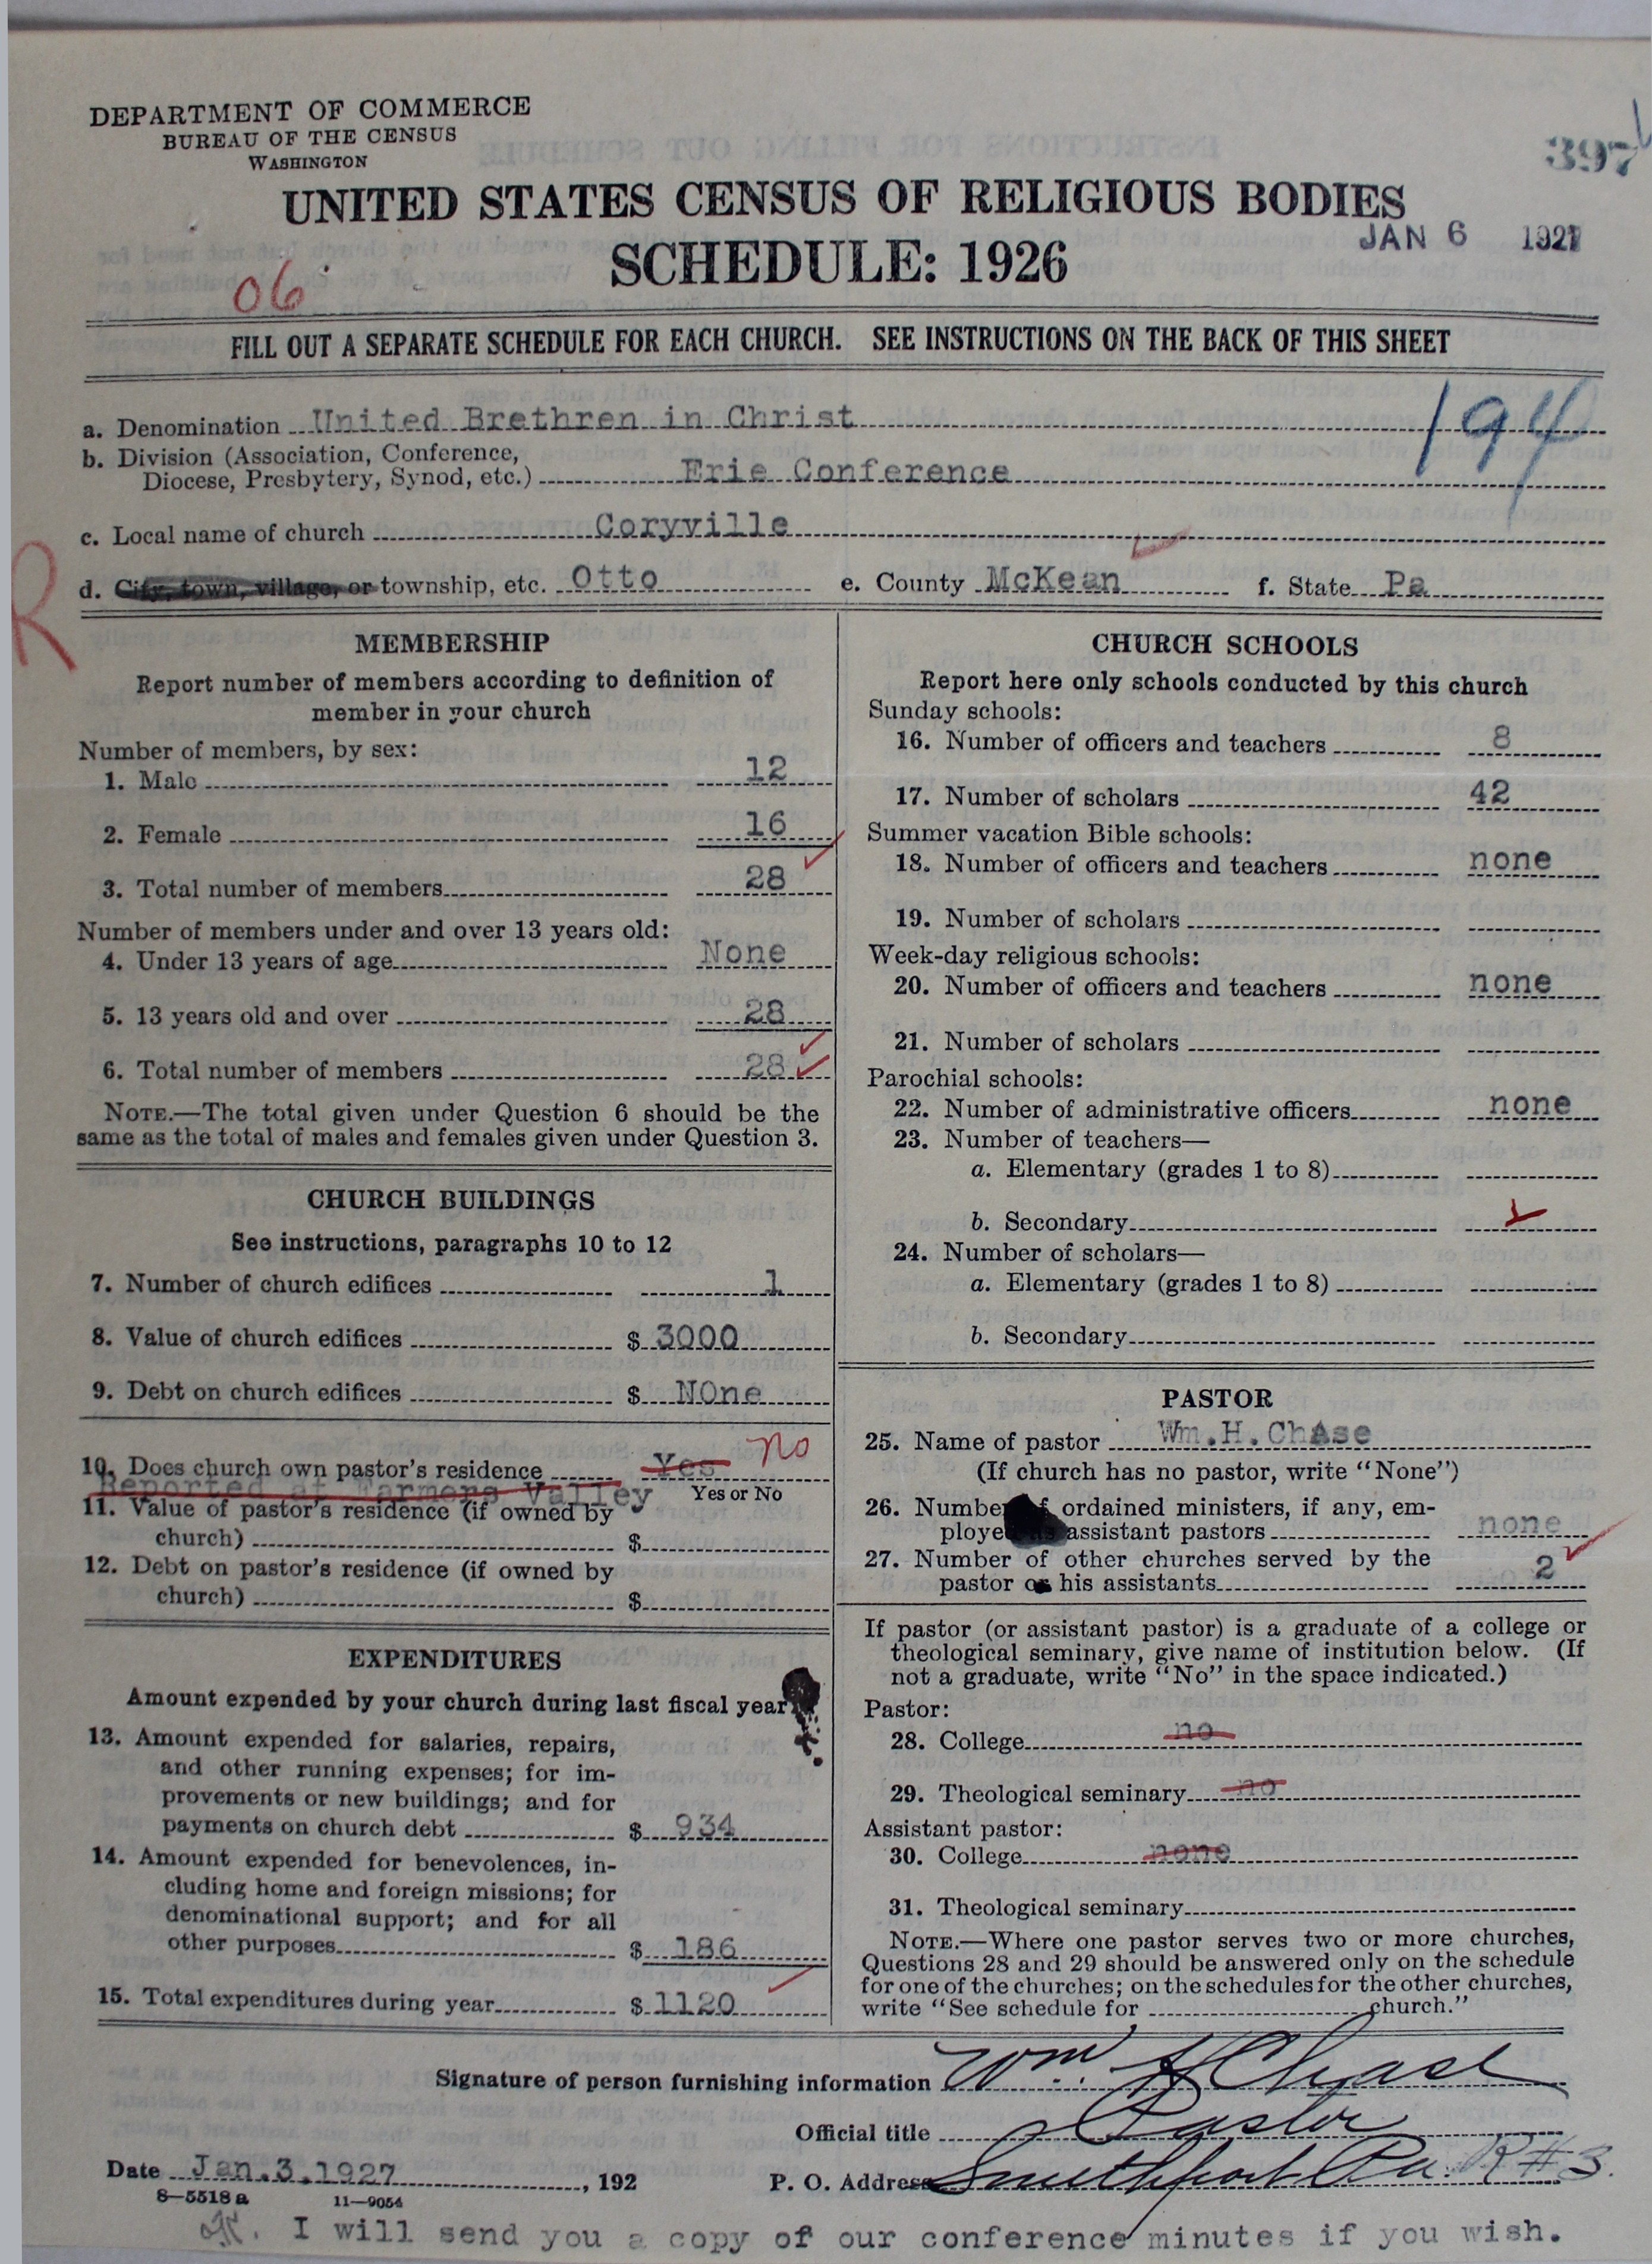 DEPARTMENT OF COMMERCE
BUREAU OF THE CENSUS
WASHINGTON
397
UNITED STATES CENSUS OF RELIGIOUS BODIES
JAN 6 1927
SCHEDULE: 1926
06
FILL OUT A SEPARATE SCHEDULE FOR EACH CHURCH. SEE INSTRUCTIONS ON THE BACK OF THIS SHEET
194
a. Denomination United Brethren in Christ
b. Division (Association, Conference,
Diocese, Presbytery, Synod, etc.) Erie Conference
c. Local name of church Coryville
R
d. City, town, village, or township, etc. Otto e. County McKean f. State Pa
MEMBERSHIP
Report number of members according to definition of
member in your church
Number of members, by sex:
1. Male 12
2. Female 16
3. Total number of members 28
Number of members under and over 13 years old:
4. Under 13 years of age None
5. 13 years old and over 28
6. Total number of members 28
NOTE.—The total given under Question 6 should be the
same as the total of males and females given under Question 3.
CHURCH BUILDINGS
See instructions, paragraphs 10 to 12
7. Number of church edifices 1
8. Value of church edifices $ 3000
9. Debt on church edifices $ NOne
10. Does church own pastor's residence Yes no
Reported at Farmers Valley Yes or No
11. Value of pastor's residence (if owned by
church) $
12. Debt on pastor's residence (if owned by
church) $
EXPENDITURES
Amount expended by your church during last fiscal year
13. Amount expended for salaries, repairs,
and other running expenses; for im-
provements or new buildings; and for
payments on church debt $ 934
14. Amount expended for benevolences, in-
cluding home and foreign missions; for
denominational support; and for all
other purposes $ 186
15. Total expenditures during year $ 1120
CHURCH SCHOOLS
Report here only schools conducted by this church
Sunday schools:
16. Number of officers and teachers 8
17. Number of scholars 42
Summer vacation Bible schools:
18. Number of officers and teachers none
19. Number of scholars
Week-day religious schools:
20. Number of officers and teachers none
21. Number of scholars
Parochial schools:
22. Number of administrative officers none
23. Number of teachers—
a. Elementary (grades 1 to 8)
b. Secondary
24. Number of scholars—
a. Elementary (grades 1 to 8)
b. Secondary
PASTOR
25. Name of pastor Wm.H.ChAse
(If church has no pastor, write "None")
26. Number of ordained ministers, if any, em-
ployed as assistant pastors none
27. Number of other churches served by the
pastor or his assistants 2
If pastor (or assistant pastor) is a graduate of a college or
theological seminary, give name of institution below. (If
not a graduate, write "No" in the space indicated.)
Pastor:
28. College no
29. Theological seminary no
Assistant pastor:
30. College none
31. Theological seminary
NOTE.—Where one pastor serves two or more churches,
Questions 28 and 29 should be answered only on the schedule
for one of the churches; on the schedules for the other churches,
write "See schedule for church."
Signature of person furnishing information Wm. H Chase
Official title Pastor
Date Jan.3.1927, 192 P. O. Address Smethport Pa. R#3.
8—5518 a 11—9054
I will send you a copy of our conference minutes if you wish.